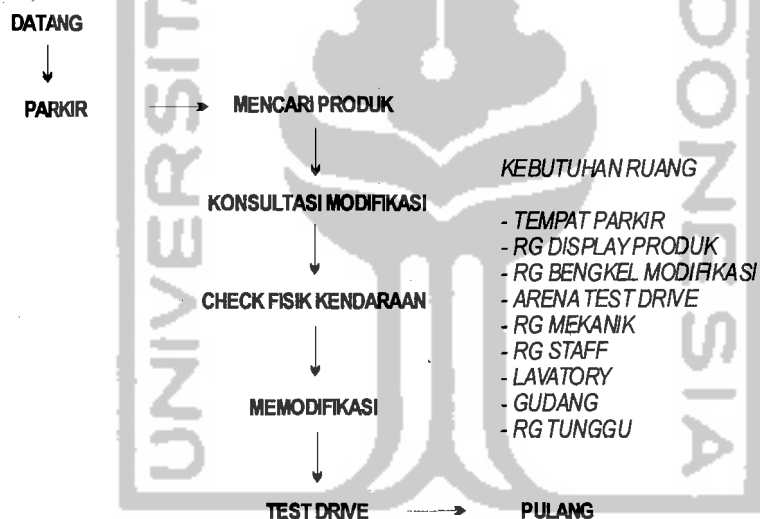 DATANG
PARKIR
MENCARI PRODUK
KONSULTASI MODIFIKASI
CHECK FISIK KENDARAAN
MEMODIFIKASI
TEST DRIVE
PULANG
KEBUTUHAN RUANG
- TEMPAT PARKIR
- RG DISPLAY PRODUK
- RG BENGKEL MODIFIKASI
- ARENA TEST DRIVE
- RG MEKANIK
- RG STAFF
- LAVATORY
- GUDANG
- RG TUNGGU